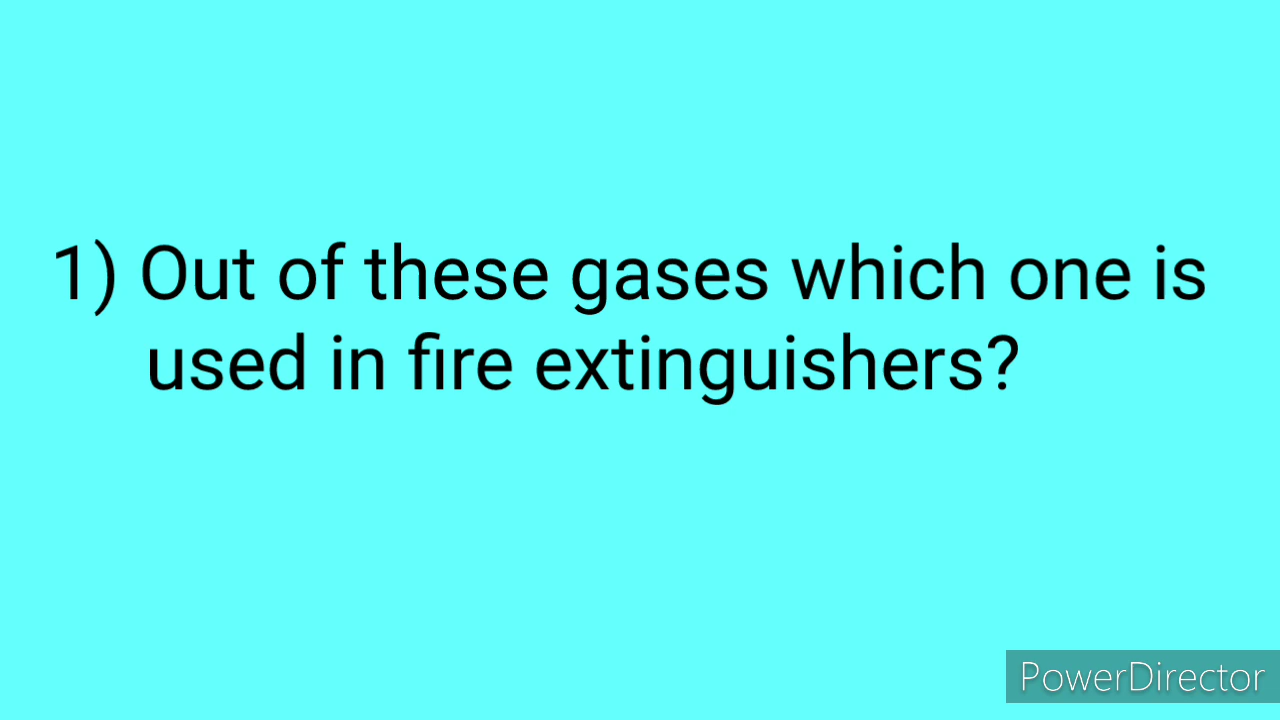 1) Out of these gases which one is
used in fire extinguishers?
PowerDirector